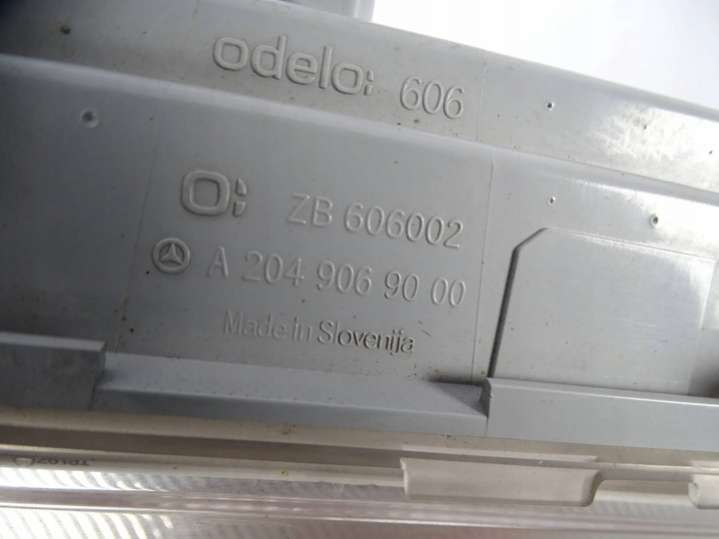 odelo: 606
O: ZB 606002
A 204 906 90 00
Made in Slovenija